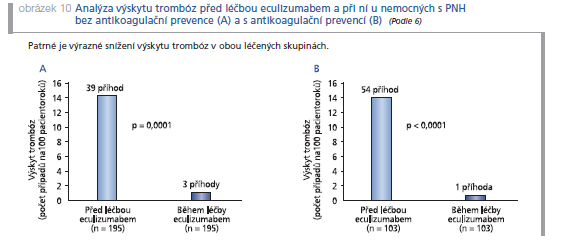 obrázek 10 Analýza výskytu trombóz před léčbou eculizumabem a při ní u nemocných s PNH
bez antikoagulační prevence (A) a s antikoagulační prevencí (B) (Podle 6)
Patrné je výrazné snížení výskytu trombóz v obou léčených skupinách.
A
Výskyt trombóz
(počet případů na 100 pacientoroků)
16
14
12
10
8
6
4
2
0
39 příhod
p = 0,0001
3 příhody
Před léčbou
eculizumabem
(n = 195)
Během léčby
eculizumabem
(n = 195)
B
Výskyt trombóz
(počet případů na 100 pacientoroků)
16
14
12
10
8
6
4
2
0
54 příhod
p < 0,0001
1 příhoda
Před léčbou
eculizumabem
(n = 103)
Během léčby
eculizumabem
(n = 103)